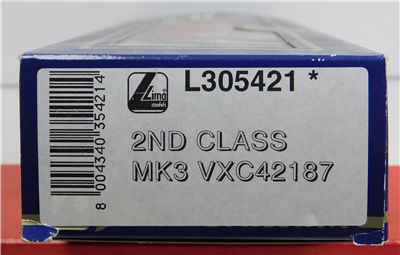 Lima
models
L305421 *
2ND CLASS
MK3 VXC42187
8 004340 354214